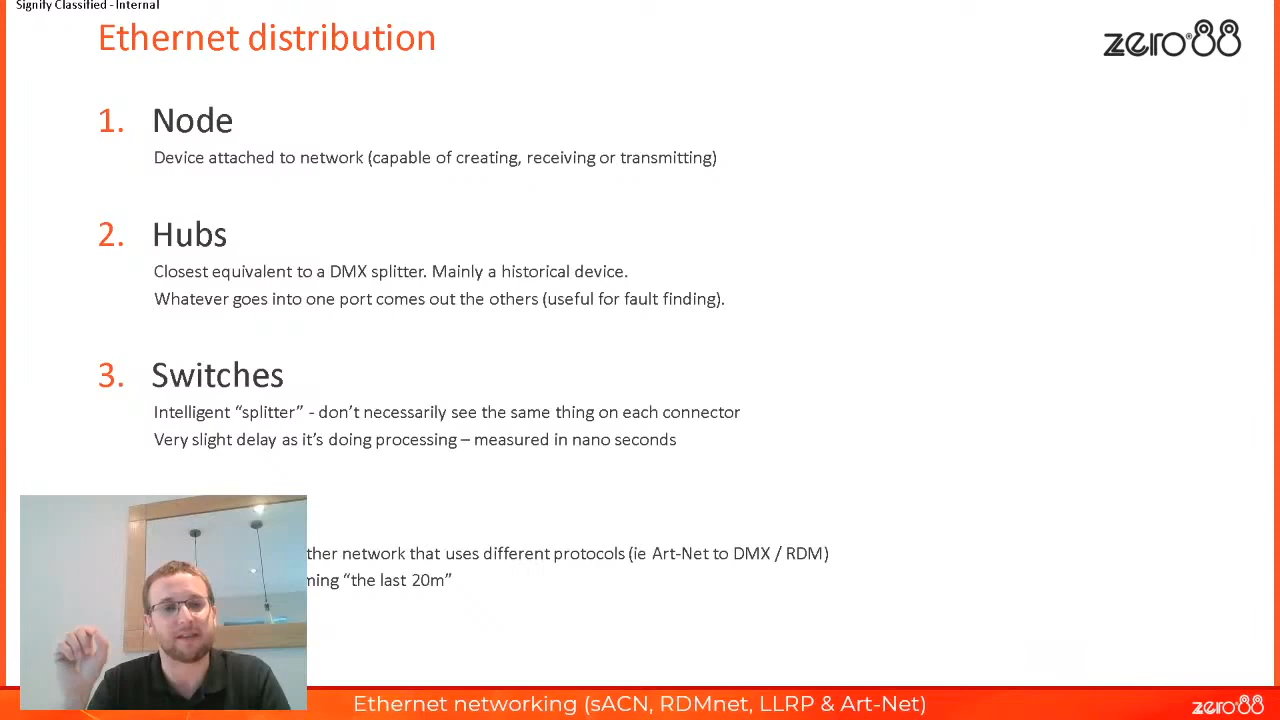 Signify Classified - Internal
Ethernet distribution
zero®88
1. Node
Device attached to network (capable of creating, receiving or transmitting)
2. Hubs
Closest equivalent to a DMX splitter. Mainly a historical device.
Whatever goes into one port comes out the others (useful for fault finding).
3. Switches
Intelligent “splitter” - don’t necessarily see the same thing on each connector
Very slight delay as it’s doing processing – measured in nano seconds
network that uses different protocols (ie Art-Net to DMX / RDM)
“the last 20m”
Ethernet networking (sACN, RDMnet, LLRP & Art-Net)
zero88